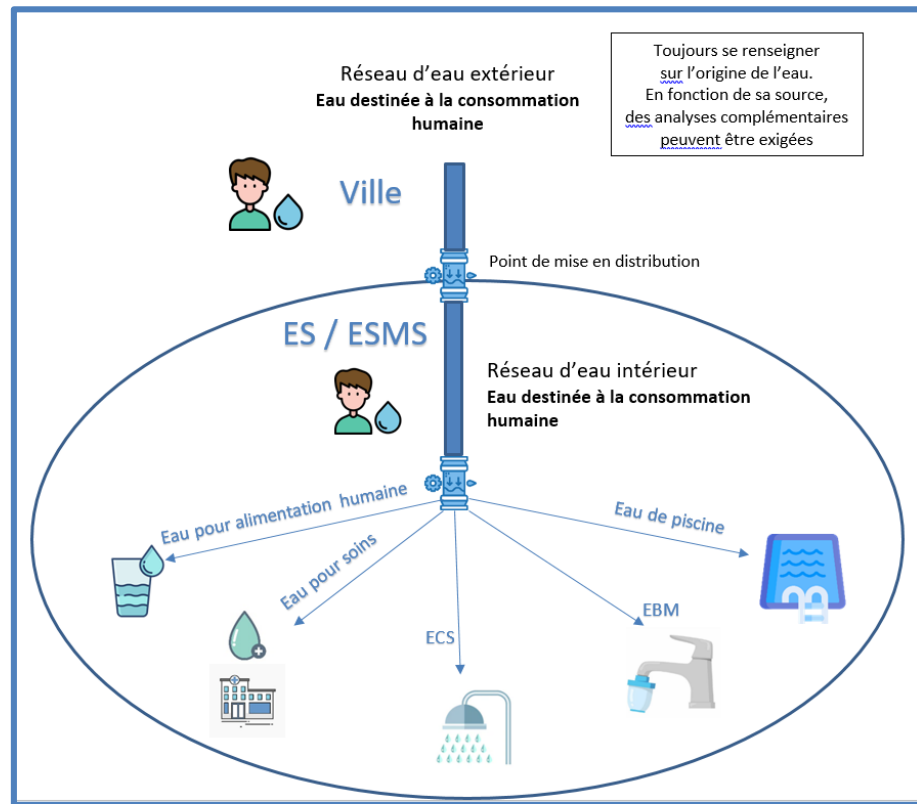 Toujours se renseigner
sur l’origine de l’eau.
En fonction de sa source,
des analyses complémentaires
peuvent être exigées
Réseau d’eau extérieur
Eau destinée à la consommation
humaine
Ville
Point de mise en distribution
ES / ESMS
Réseau d’eau intérieur
Eau destinée à la consommation
humaine
Eau pour alimentation humaine
Eau pour soins
ECS
EBM
Eau de piscine